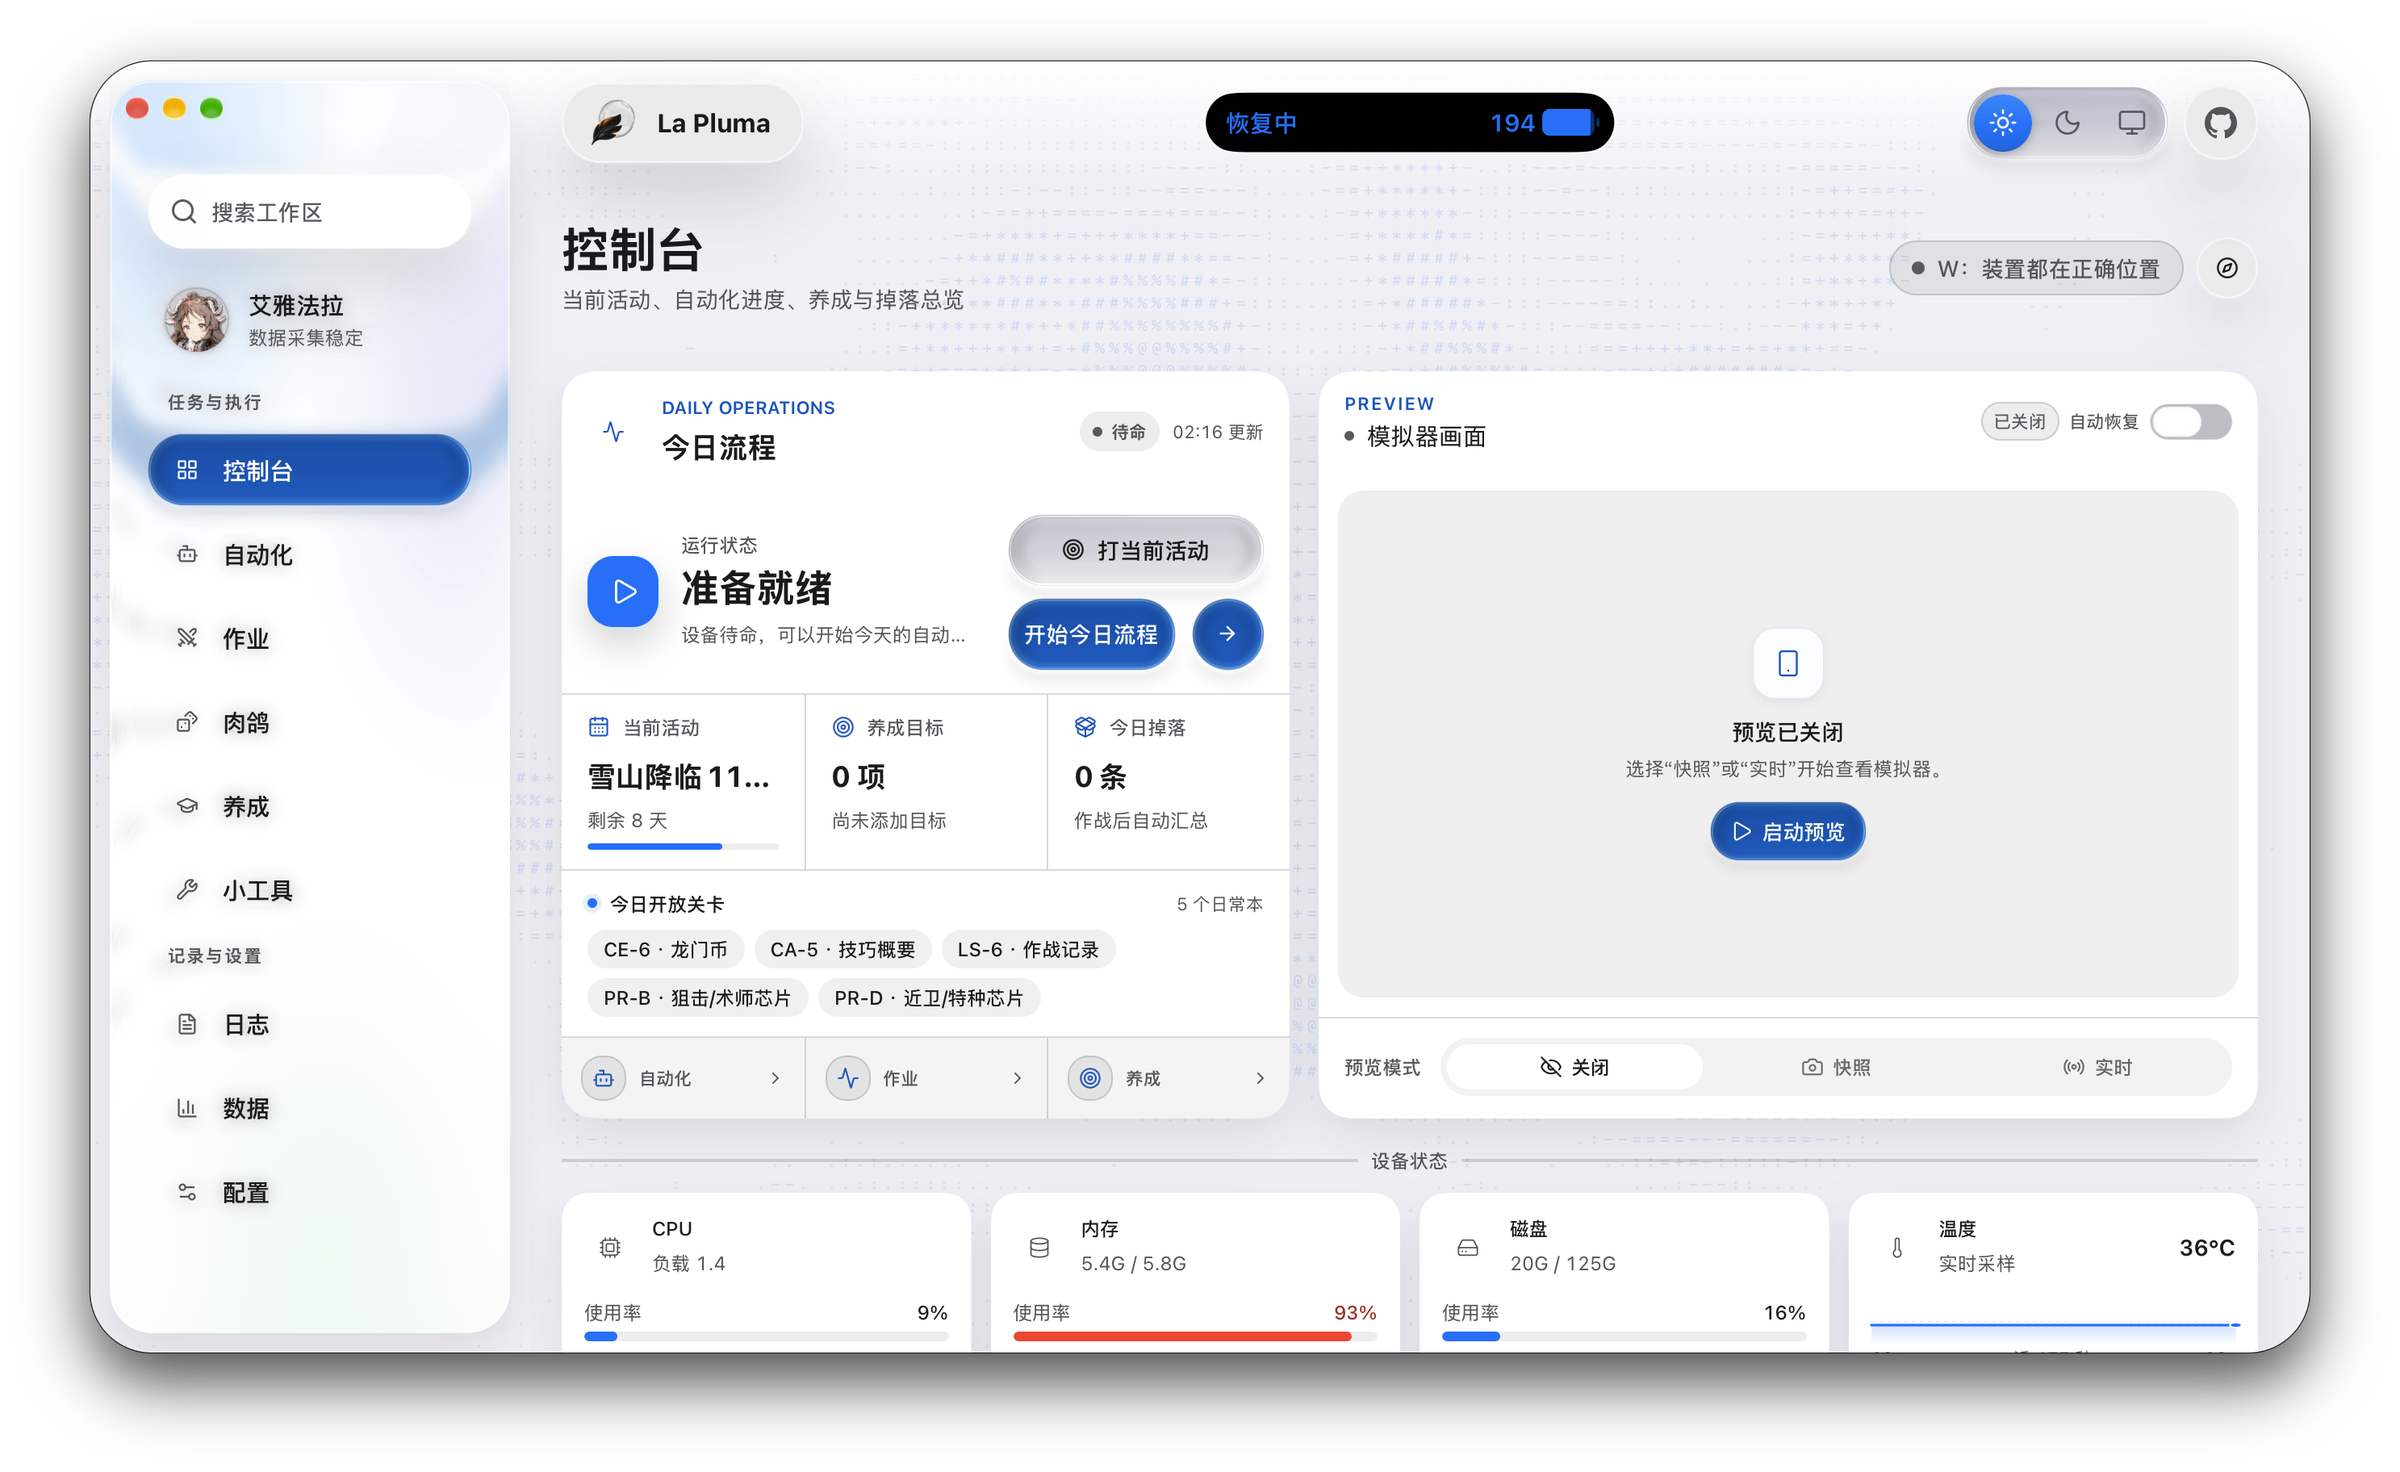 La Pluma
恢复中
194
搜索工作区
艾雅法拉
数据采集稳定
任务与执行
控制台
自动化
作业
肉鸽
养成
小工具
记录与设置
日志
数据
配置
控制台
当前活动、自动化进度、养成与掉落总览
W：装置都在正确位置
DAILY OPERATIONS
今日流程
待命
02:16 更新
运行状态
准备就绪
设备待命，可以开始今天的自动...
打当前活动
开始今日流程
当前活动
雪山降临 11...
剩余 8 天
养成目标
0 项
尚未添加目标
今日掉落
0 条
作战后自动汇总
今日开放关卡
5 个日常本
CE-6 · 龙门币
CA-5 · 技巧概要
LS-6 · 作战记录
PR-B · 狙击/术师芯片
PR-D · 近卫/特种芯片
自动化
作业
养成
PREVIEW
模拟器画面
已关闭
自动恢复
预览已关闭
选择“快照”或“实时”开始查看模拟器。
启动预览
预览模式
关闭
快照
实时
设备状态
CPU
负载 1.4
使用率
9%
内存
5.4G / 5.8G
使用率
93%
磁盘
20G / 125G
使用率
16%
温度
实时采样
36°C